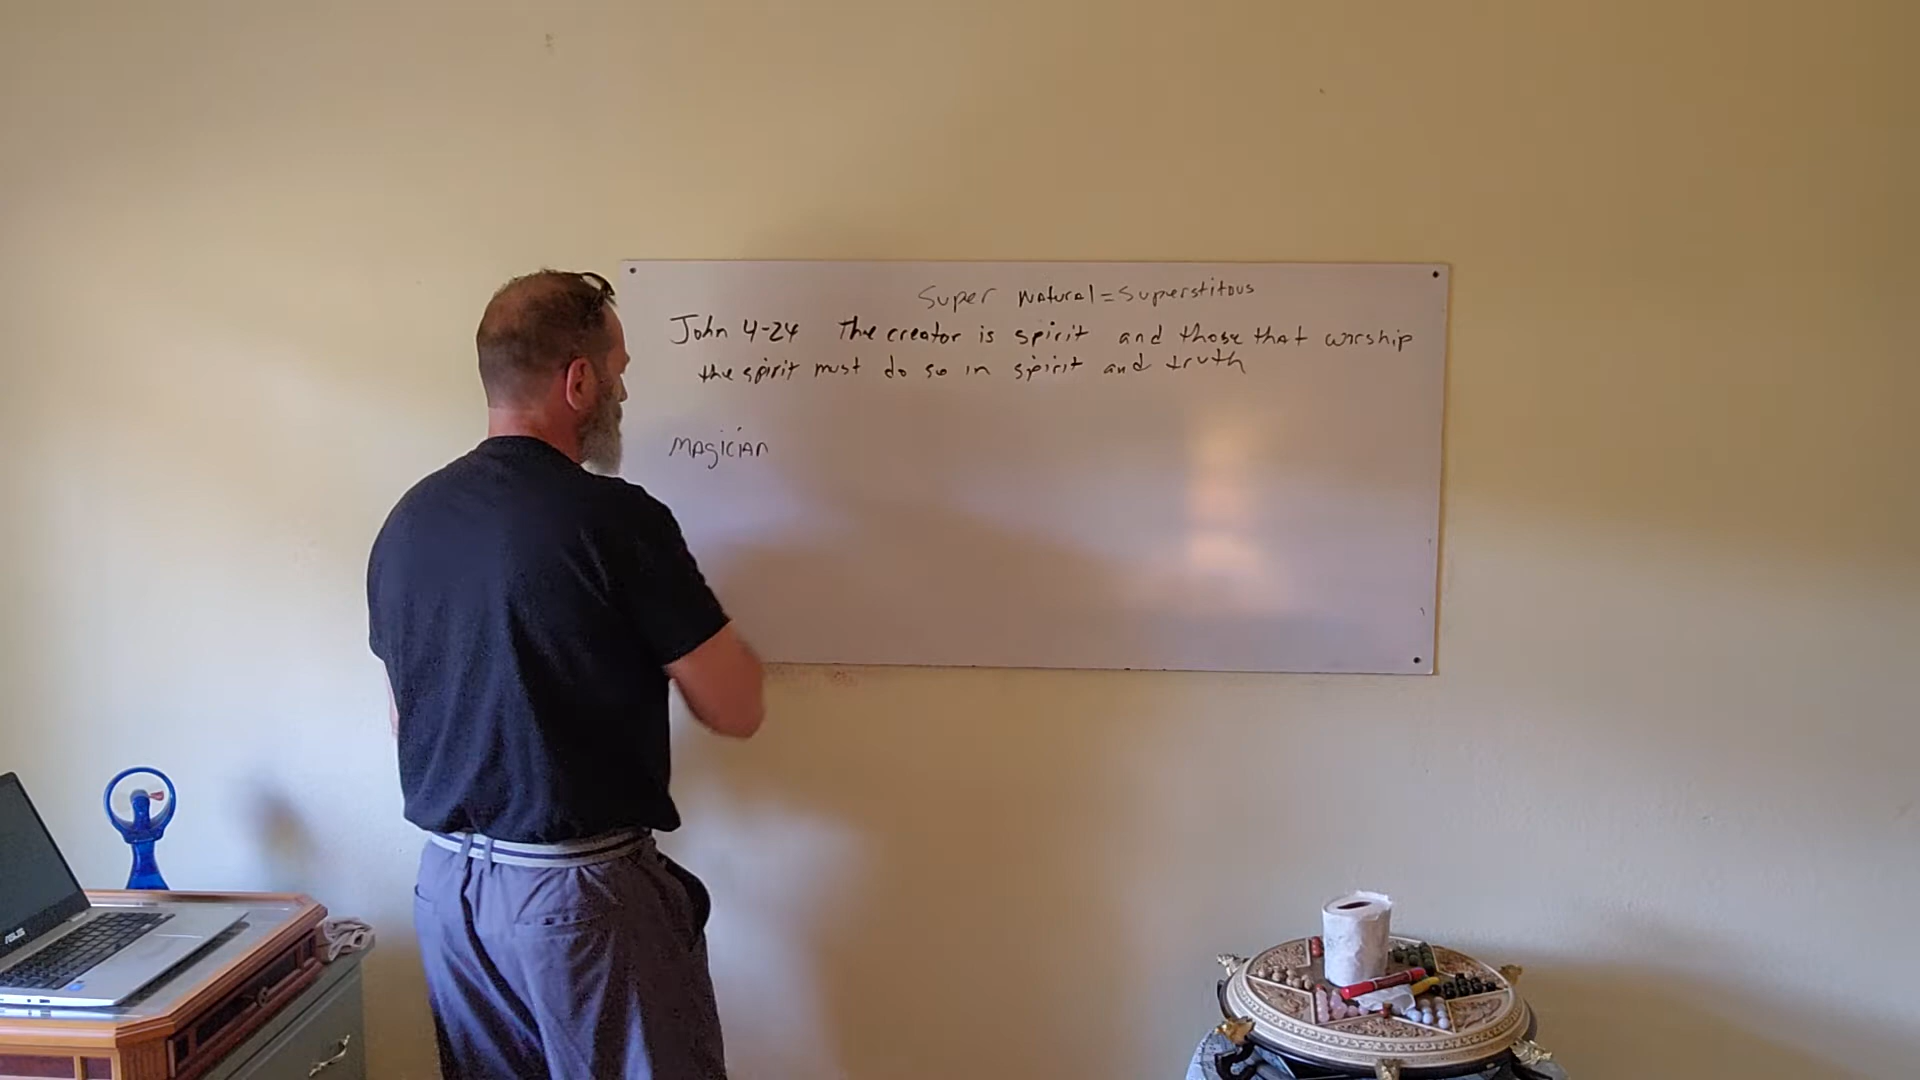 Super Natural = Superstitous
John 4-24 The creator is spirit and those that worship
the spirit must do so in spirit and truth
Magician
ASUS